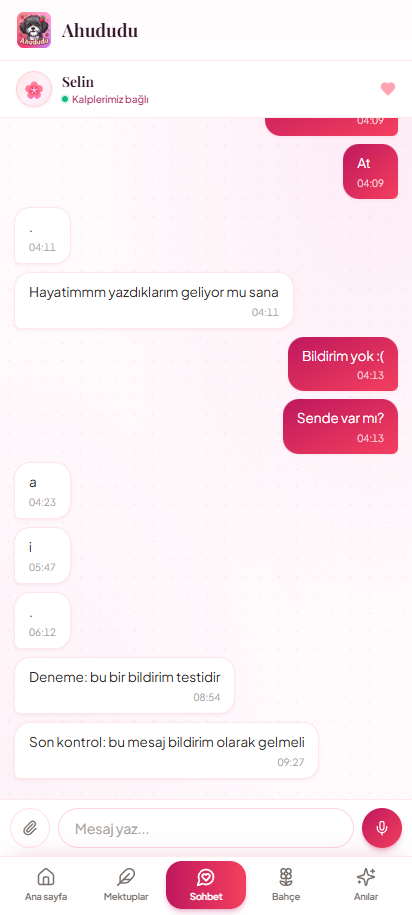 Ahududu
Ahududu
Selin
Kalplerimiz bağlı
04:09
At
04:09
.
04:11
Hayatimmm yazdıklarım geliyor mu sana
04:11
Bildirim yok :(
04:13
Sende var mı?
04:13
a
04:23
i
05:47
.
06:12
Deneme: bu bir bildirim testidir
08:54
Son kontrol: bu mesaj bildirim olarak gelmeli
09:27
Mesaj yaz...
Ana sayfa
Mektuplar
Sohbet
Bahçe
Anılar